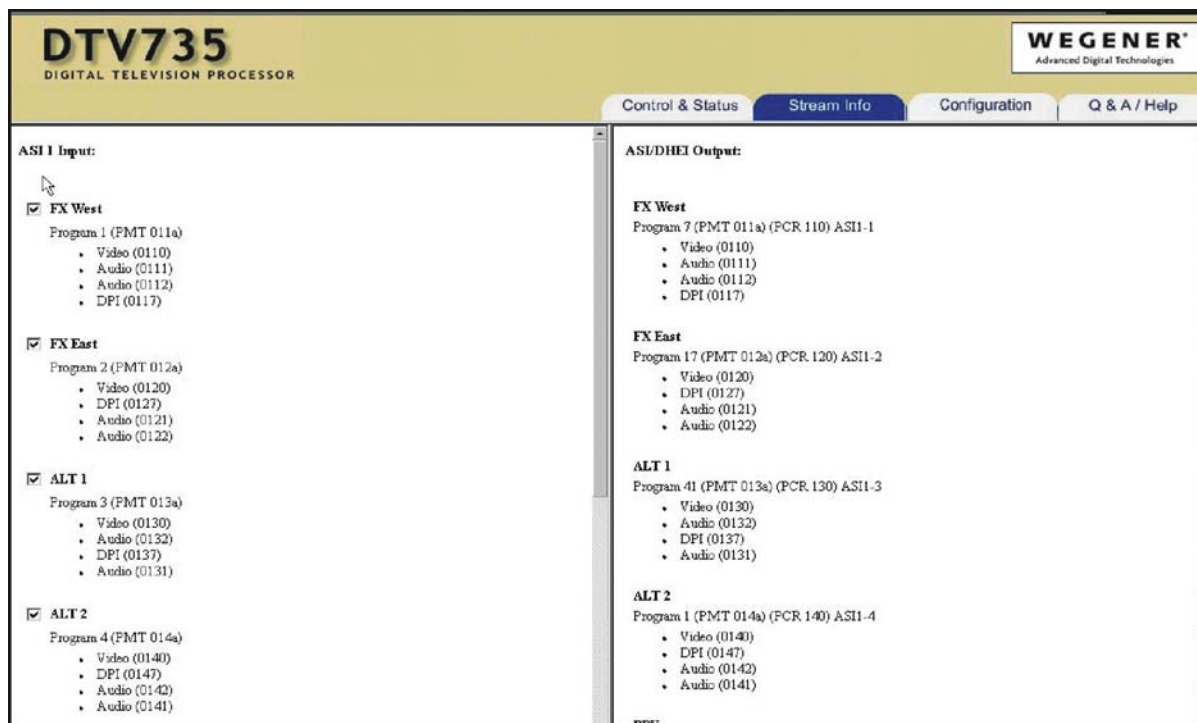 DTV735
DIGITAL TELEVISION PROCESSOR
WEGENER®
Advanced Digital Technologies
Control & Status
Stream Info
Configuration
Q & A / Help
ASI 1 Input:
FX West
Program 1 (PMT 011a)
• Video (0110)
• Audio (0111)
• Audio (0112)
• DPI (0117)
FX East
Program 2 (PMT 012a)
• Video (0120)
• DPI (0127)
• Audio (0121)
• Audio (0122)
ALT 1
Program 3 (PMT 013a)
• Video (0130)
• Audio (0132)
• DPI (0137)
• Audio (0131)
ALT 2
Program 4 (PMT 014a)
• Video (0140)
• DPI (0147)
• Audio (0142)
• Audio (0141)
ASI/DHEI Output:
FX West
Program 7 (PMT 011a) (PCR 110) ASI1-1
• Video (0110)
• Audio (0111)
• Audio (0112)
• DPI (0117)
FX East
Program 17 (PMT 012a) (PCR 120) ASI1-2
• Video (0120)
• DPI (0127)
• Audio (0121)
• Audio (0122)
ALT 1
Program 41 (PMT 013a) (PCR 130) ASI1-3
• Video (0130)
• Audio (0132)
• DPI (0137)
• Audio (0131)
ALT 2
Program 1 (PMT 014a) (PCR 140) ASI1-4
• Video (0140)
• DPI (0147)
• Audio (0142)
• Audio (0141)